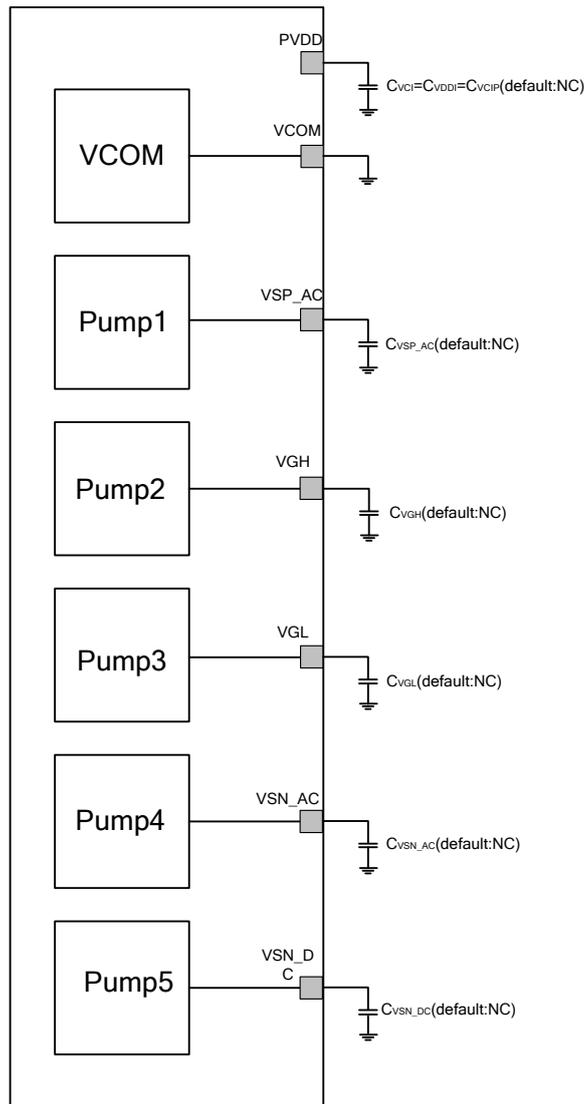 PVDD
CVCI=CVDDI=CVCIP(default:NC)
VCOM
VCOM
VSP_AC
Pump1
CVSP_AC(default:NC)
VGH
Pump2
CVGH(default:NC)
VGL
Pump3
CVGL(default:NC)
VSN_AC
Pump4
CVSN_AC(default:NC)
VSN_D
C
Pump5
CVSN_DC(default:NC)